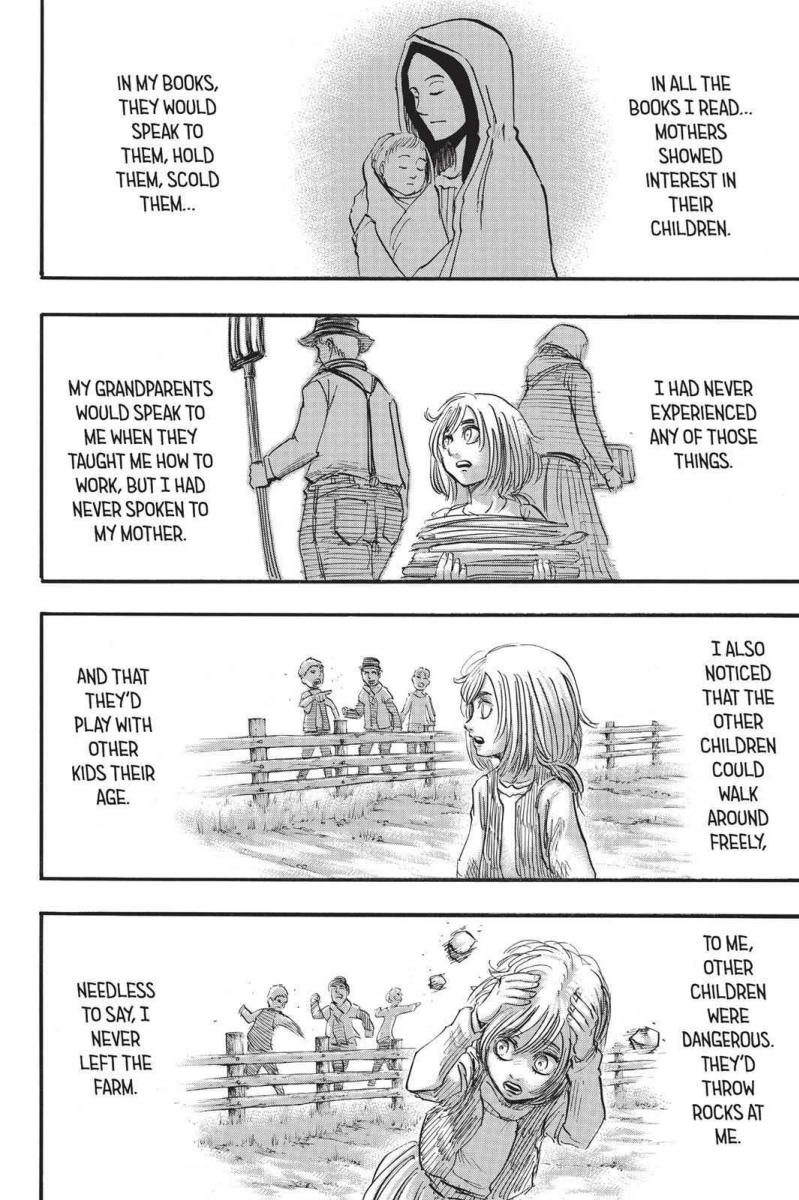 IN ALL THE
BOOKS I READ...
MOTHERS
SHOWED
INTEREST IN
THEIR
CHILDREN.
IN MY BOOKS,
THEY WOULD
SPEAK TO
THEM, HOLD
THEM, SCOLD
THEM...
I HAD NEVER
EXPERIENCED
ANY OF THOSE
THINGS.
MY GRANDPARENTS
WOULD SPEAK TO
ME WHEN THEY
TAUGHT ME HOW TO
WORK, BUT I HAD
NEVER SPOKEN TO
MY MOTHER.
I ALSO
NOTICED
THAT THE
OTHER
CHILDREN
COULD
WALK
AROUND
FREELY,
AND THAT
THEY'D
PLAY WITH
OTHER
KIDS THEIR
AGE.
TO ME,
OTHER
CHILDREN
WERE
DANGEROUS.
THEY'D
THROW
ROCKS AT
ME.
NEEDLESS
TO SAY, I
NEVER
LEFT THE
FARM.